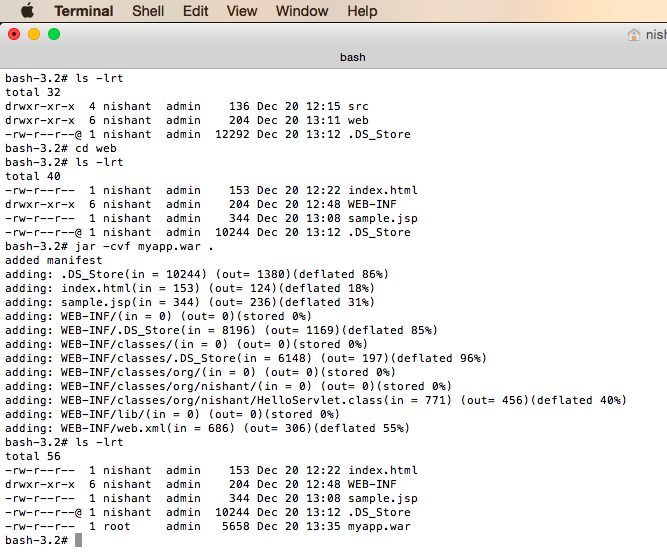 Terminal Shell Edit View Window Help
nish
bash
bash-3.2# ls -lrt
total 32
drwxr-xr-x  4 nishant  admin    136 Dec 20 12:15 src
drwxr-xr-x  6 nishant  admin    204 Dec 20 13:11 web
-rw-r--r--@ 1 nishant  admin  12292 Dec 20 13:12 .DS_Store
bash-3.2# cd web
bash-3.2# ls -lrt
total 40
-rw-r--r--  1 nishant  admin    153 Dec 20 12:22 index.html
drwxr-xr-x  6 nishant  admin    204 Dec 20 12:48 WEB-INF
-rw-r--r--  1 nishant  admin    344 Dec 20 13:08 sample.jsp
-rw-r--r--@ 1 nishant  admin  10244 Dec 20 13:12 .DS_Store
bash-3.2# jar -cvf myapp.war .
added manifest
adding: .DS_Store(in = 10244) (out= 1380)(deflated 86%)
adding: index.html(in = 153) (out= 124)(deflated 18%)
adding: sample.jsp(in = 344) (out= 236)(deflated 31%)
adding: WEB-INF/(in = 0) (out= 0)(stored 0%)
adding: WEB-INF/.DS_Store(in = 8196) (out= 1169)(deflated 85%)
adding: WEB-INF/classes/(in = 0) (out= 0)(stored 0%)
adding: WEB-INF/classes/.DS_Store(in = 6148) (out= 197)(deflated 96%)
adding: WEB-INF/classes/org/(in = 0) (out= 0)(stored 0%)
adding: WEB-INF/classes/org/nishant/(in = 0) (out= 0)(stored 0%)
adding: WEB-INF/classes/org/nishant/HelloServlet.class(in = 771) (out= 456)(deflated 40%)
adding: WEB-INF/lib/(in = 0) (out= 0)(stored 0%)
adding: WEB-INF/web.xml(in = 686) (out= 306)(deflated 55%)
bash-3.2# ls -lrt
total 56
-rw-r--r--  1 nishant  admin    153 Dec 20 12:22 index.html
drwxr-xr-x  6 nishant  admin    204 Dec 20 12:48 WEB-INF
-rw-r--r--  1 nishant  admin    344 Dec 20 13:08 sample.jsp
-rw-r--r--@ 1 nishant  admin  10244 Dec 20 13:12 .DS_Store
-rw-r--r--  1 root     admin   5658 Dec 20 13:35 myapp.war
bash-3.2#